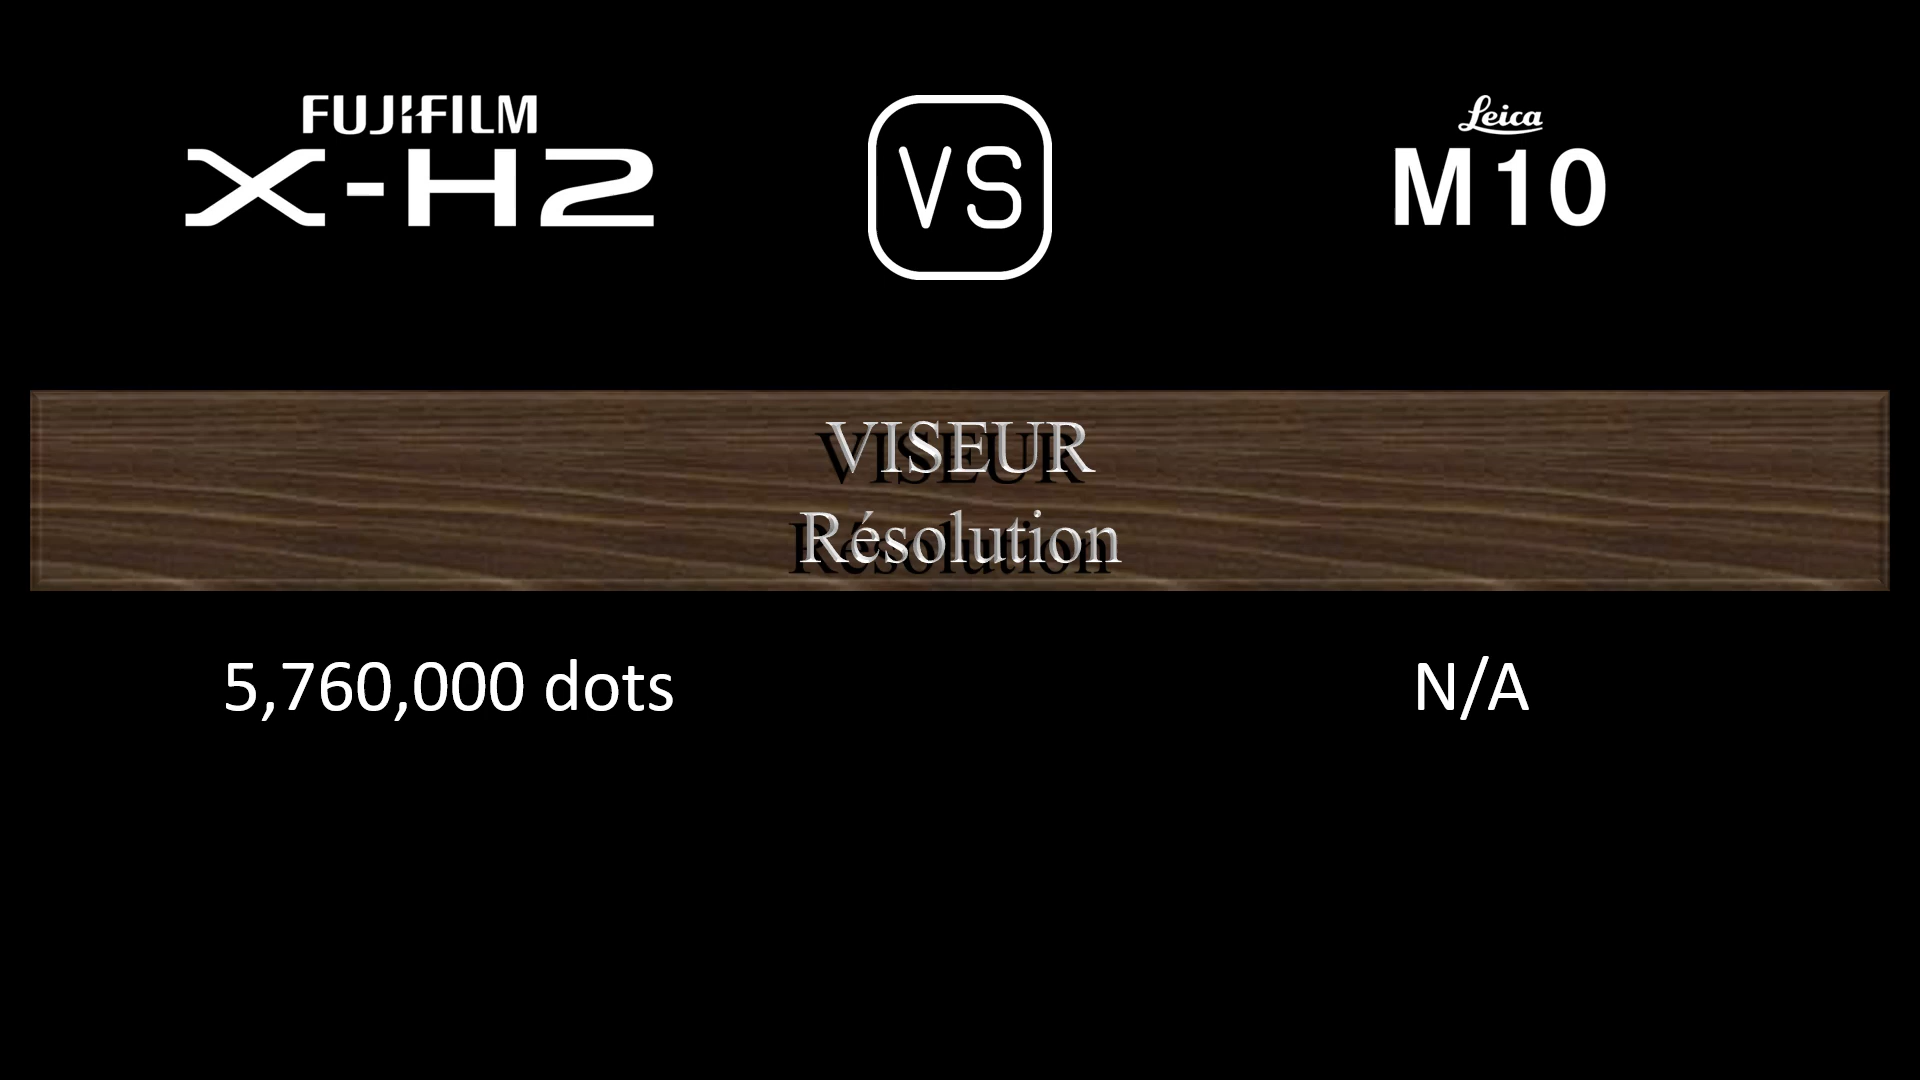 FUJIFILM
X-H2
VS
Leica
M10
VISEUR
Résolution
5,760,000 dots
N/A